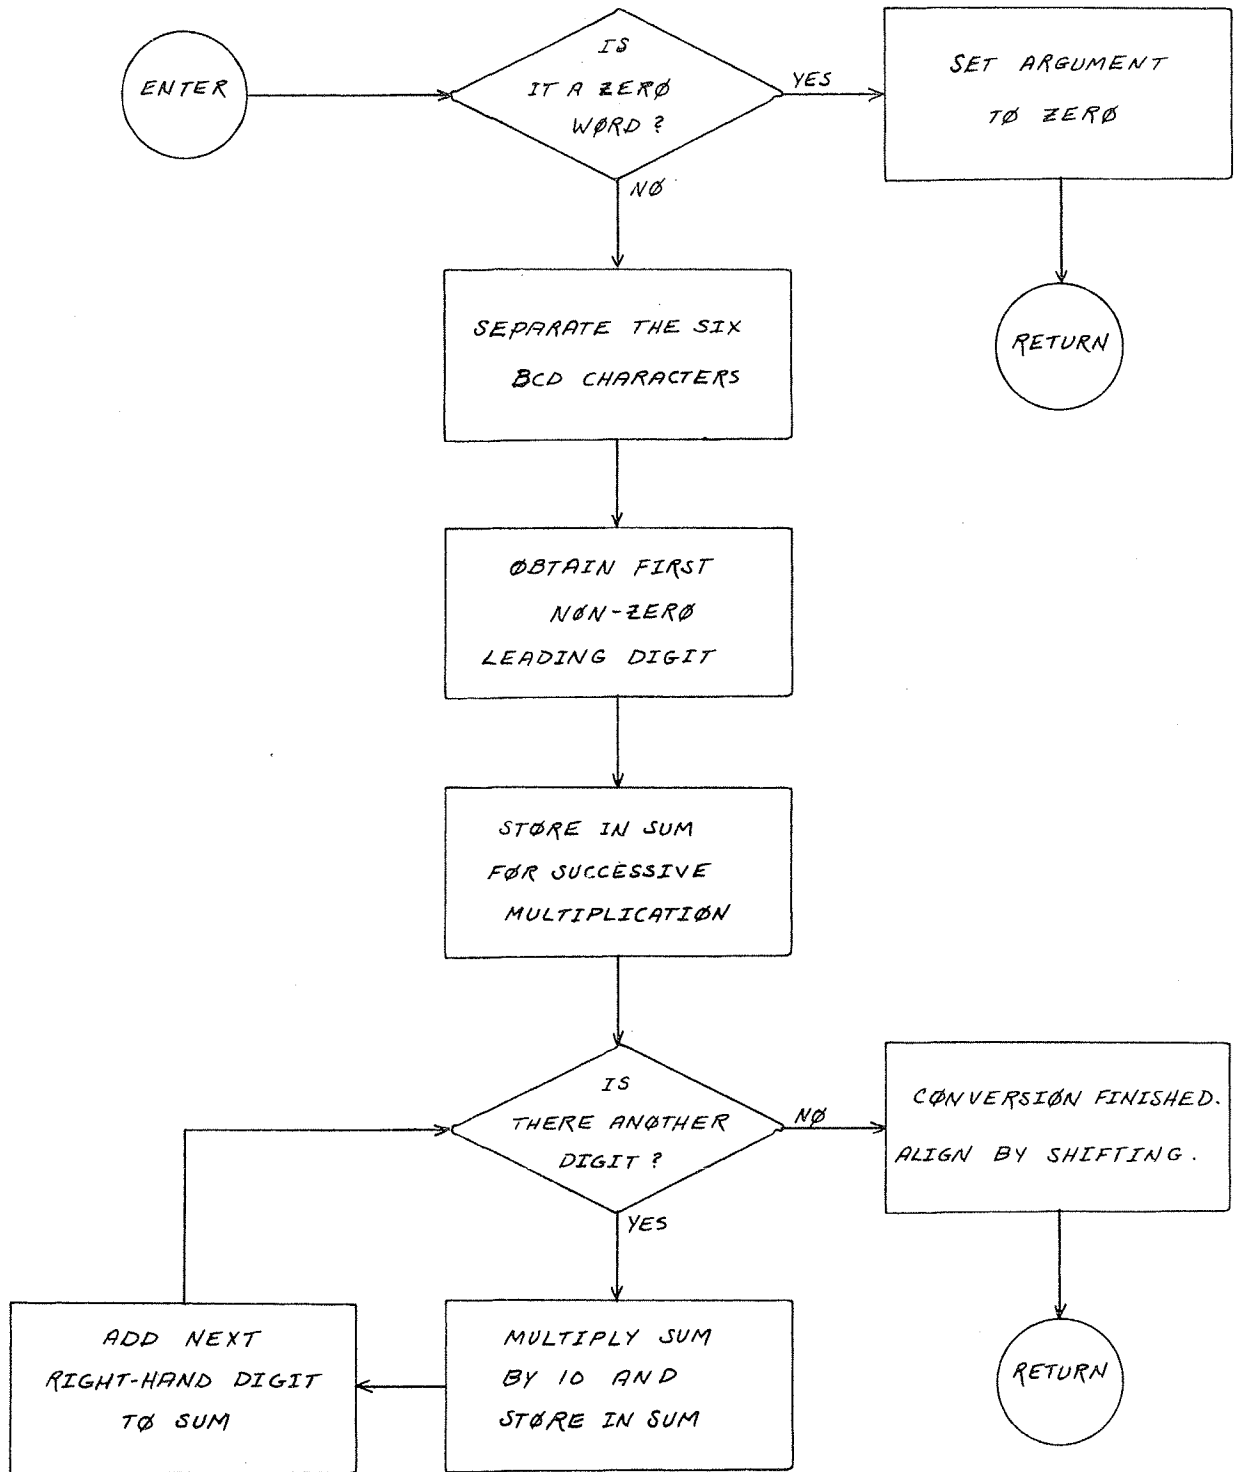 ENTER
IS
IT A ZERØ
WØRD?
YES
SET ARGUMENT
TØ ZERØ
NØ
RETURN
SEPARATE THE SIX
BCD CHARACTERS
ØBTAIN FIRST
NØN-ZERØ
LEADING DIGIT
STØRE IN SUM
FØR SUCCESSIVE
MULTIPLICATIØN
IS
THERE ANØTHER
DIGIT?
NØ
CØNVERSIØN FINISHED.
ALIGN BY SHIFTING.
YES
MULTIPLY SUM
BY 10 AND
STØRE IN SUM
ADD NEXT
RIGHT-HAND DIGIT
TØ SUM
RETURN